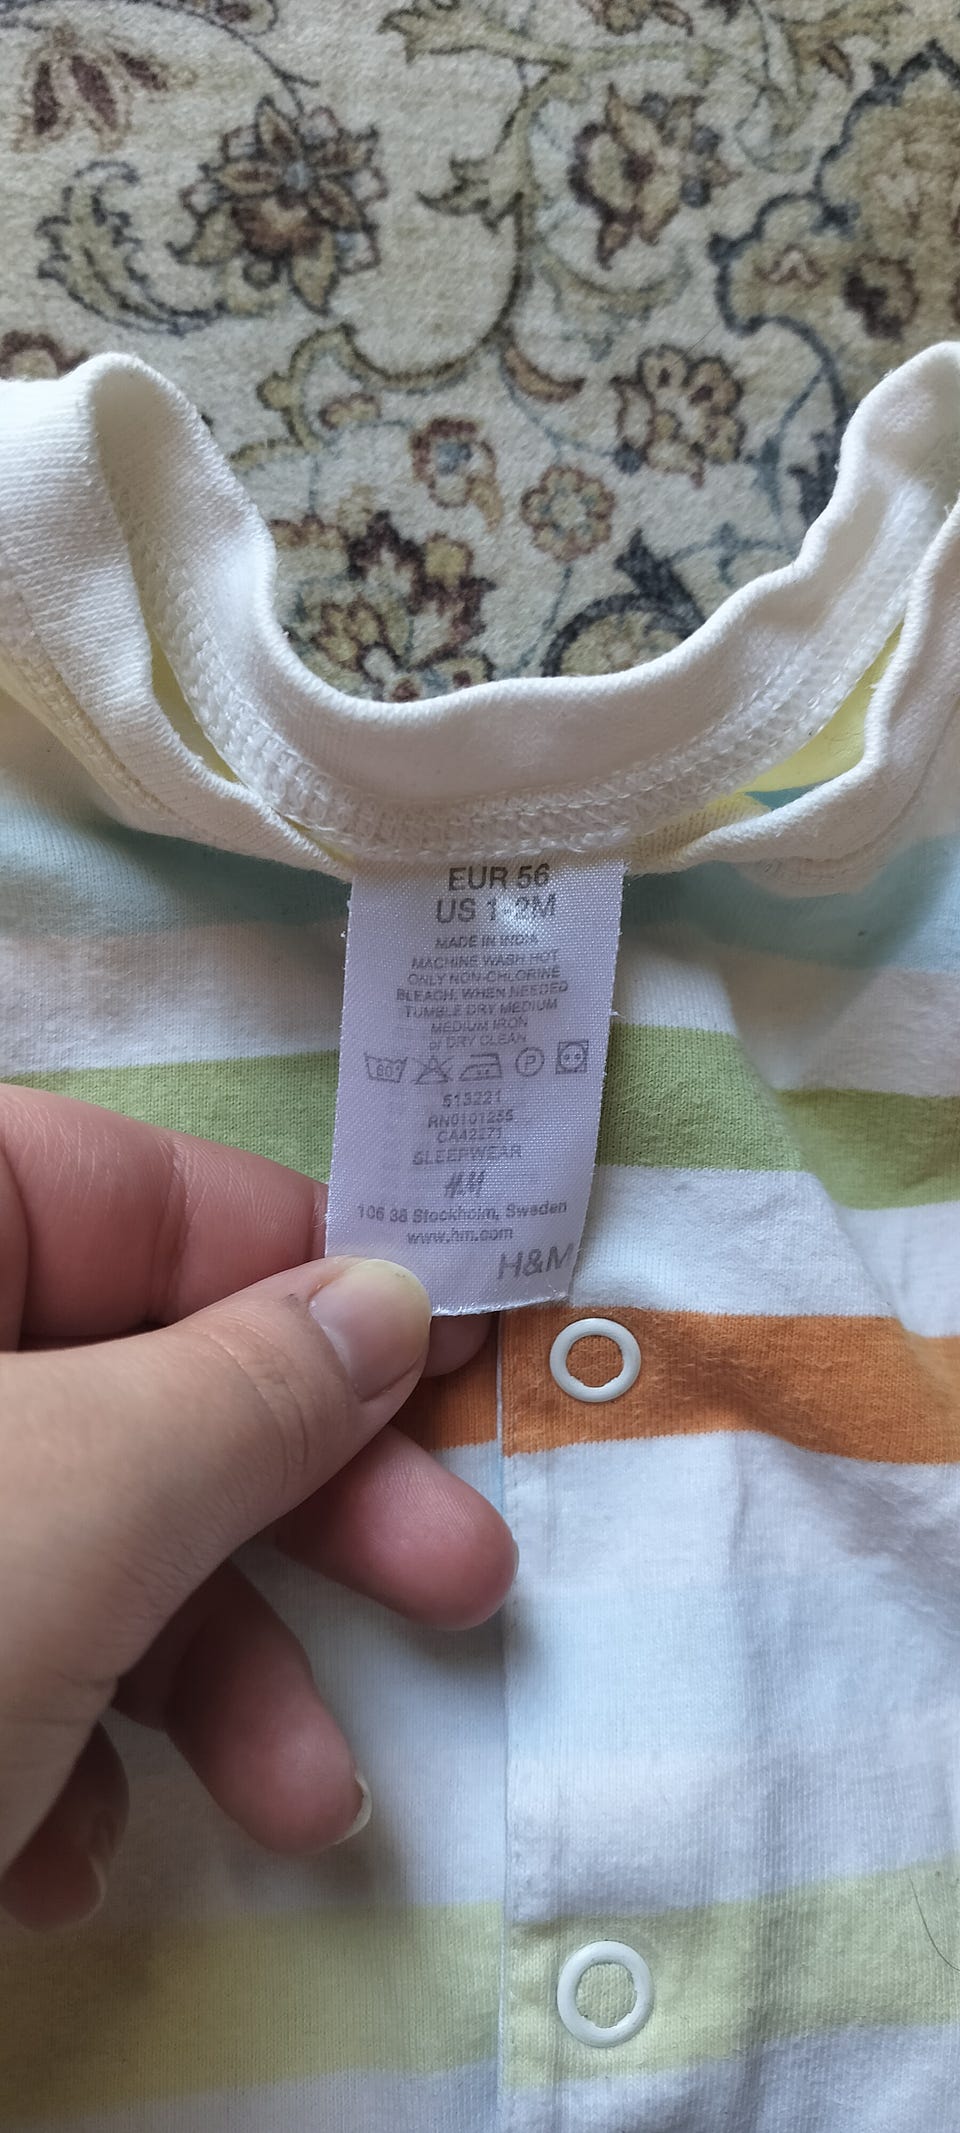 EUR 56
US 1-2M
MADE IN INDIA
MACHINE WASH HOT
ONLY NON-CHLORINE
BLEACH, WHEN NEEDED
TUMBLE DRY MEDIUM
MEDIUM IRON
or DRY CLEAN
60° P
513221
RN0101255
CA42271
SLEEPWEAR
H&M
106 38 Stockholm, Sweden
www.hm.com
H&M